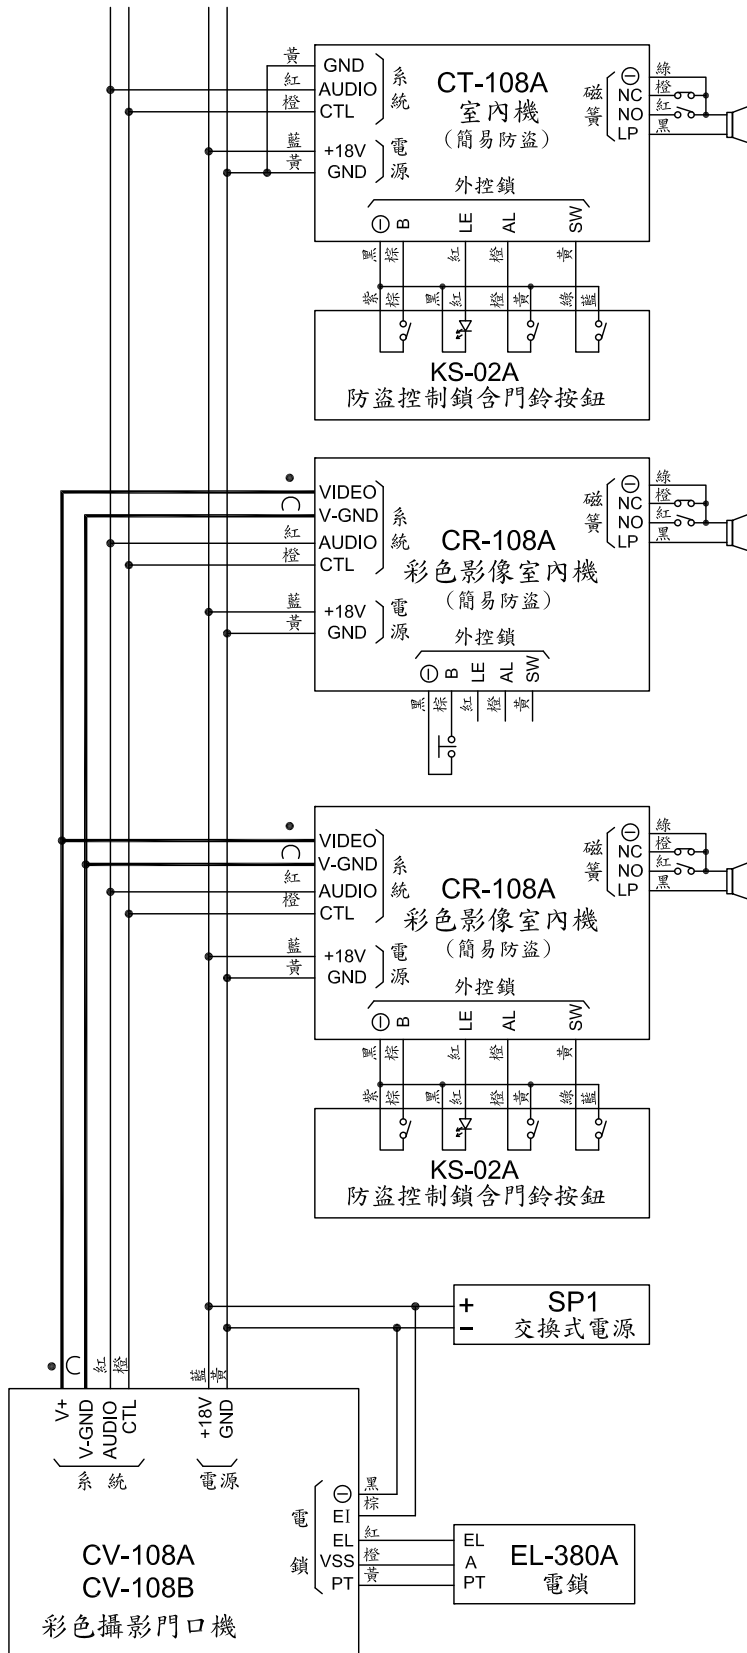 黃 GND
紅 AUDIO
橙 CTL
系統
藍 +18V
黃 GND
電源
CT-108A
室內機
(簡易防盜)
磁簧
⊖ 綠
NC 橙
NO 紅
LP 黑
外控鎖
⊖ B LE AL SW
黑 棕 紅 橙 黃
紫 棕 黑 紅 橙 黃 綠 藍
KS-02A
防盜控制鎖含門鈴按鈕
VIDEO
V-GND
紅 AUDIO
橙 CTL
系統
藍 +18V
黃 GND
電源
CR-108A
彩色影像室內機
(簡易防盜)
磁簧
⊖ 綠
NC 橙
NO 紅
LP 黑
外控鎖
⊖ B LE AL SW
黑 棕 紅 橙 黃
VIDEO
V-GND
紅 AUDIO
橙 CTL
系統
藍 +18V
黃 GND
電源
CR-108A
彩色影像室內機
(簡易防盜)
磁簧
⊖ 綠
NC 橙
NO 紅
LP 黑
外控鎖
⊖ B LE AL SW
黑 棕 紅 橙 黃
紫 棕 黑 紅 橙 黃 綠 藍
KS-02A
防盜控制鎖含門鈴按鈕
+ SP1
− 交換式電源
紅 橙 藍 黃
V+ V-GND AUDIO CTL +18V GND
系統 電源
電鎖
⊖ 黑
EI 棕
EL 紅
VSS 橙
PT 黃
EL
A
PT
EL-380A
電鎖
CV-108A
CV-108B
彩色攝影門口機